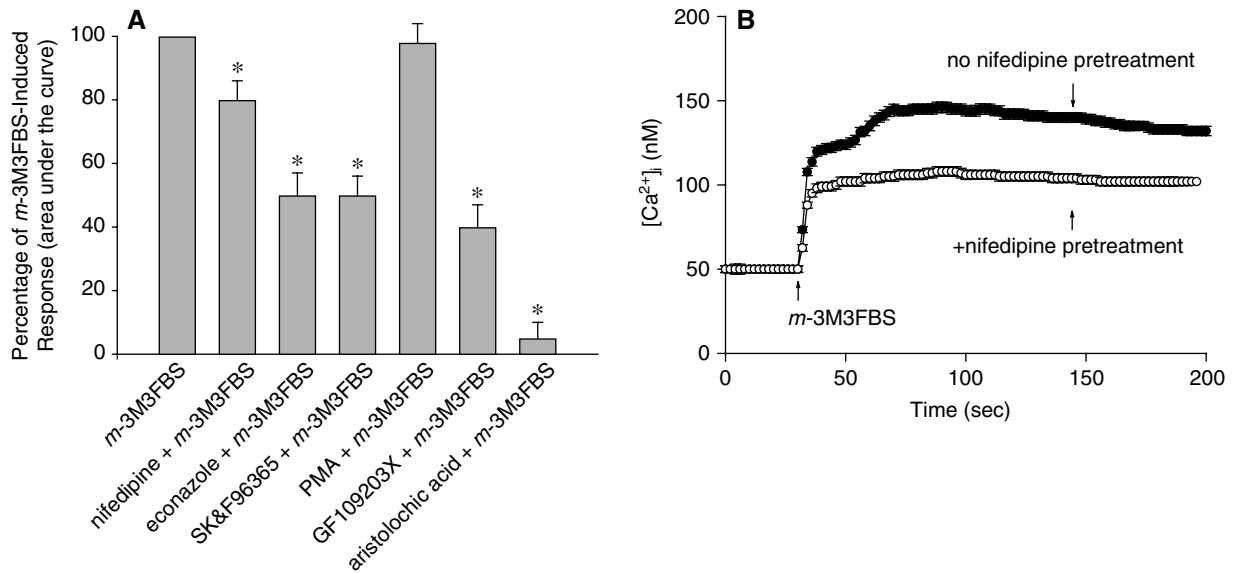 A
Percentage of m-3M3FBS-Induced
Response (area under the curve)
100
80
60
40
20
0
m-3M3FBS
nifedipine + m-3M3FBS
econazole + m-3M3FBS
SK&F96365 + m-3M3FBS
PMA + m-3M3FBS
GF109203X + m-3M3FBS
aristolochic acid + m-3M3FBS
*
*
*
*
*
B
[Ca²⁺]ᵢ (nM)
200
150
100
50
0
no nifedipine pretreatment
+nifedipine pretreatment
m-3M3FBS
0 50 100 150 200
Time (sec)